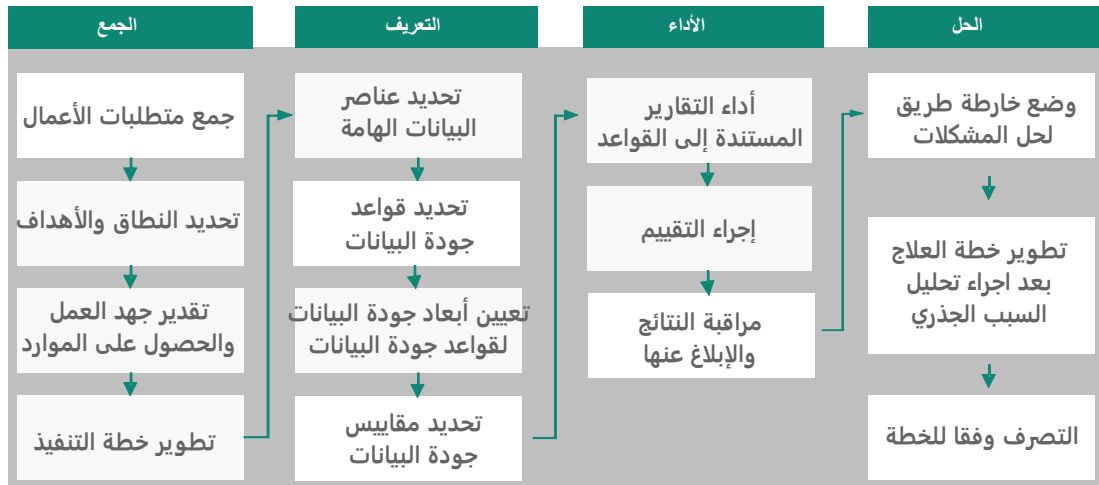 الجمع
جمع متطلبات الأعمال
تحديد النطاق والأهداف
تقدير جهد العمل
والحصول على الموارد
تطوير خطة التنفيذ
التعريف
تحديد عناصر
البيانات الهامة
تحديد قواعد
جودة البيانات
تعيين أبعاد جودة البيانات
لقواعد جودة البيانات
تحديد مقاييس
جودة البيانات
الأداء
أداء التقارير
المستندة إلى القواعد
إجراء التقييم
مراقبة النتائج
والإبلاغ عنها
الحل
وضع خارطة طريق
لحل المشكلات
تطوير خطة العلاج
بعد اجراء تحليل
السبب الجذري
التصرف وفقا للخطة